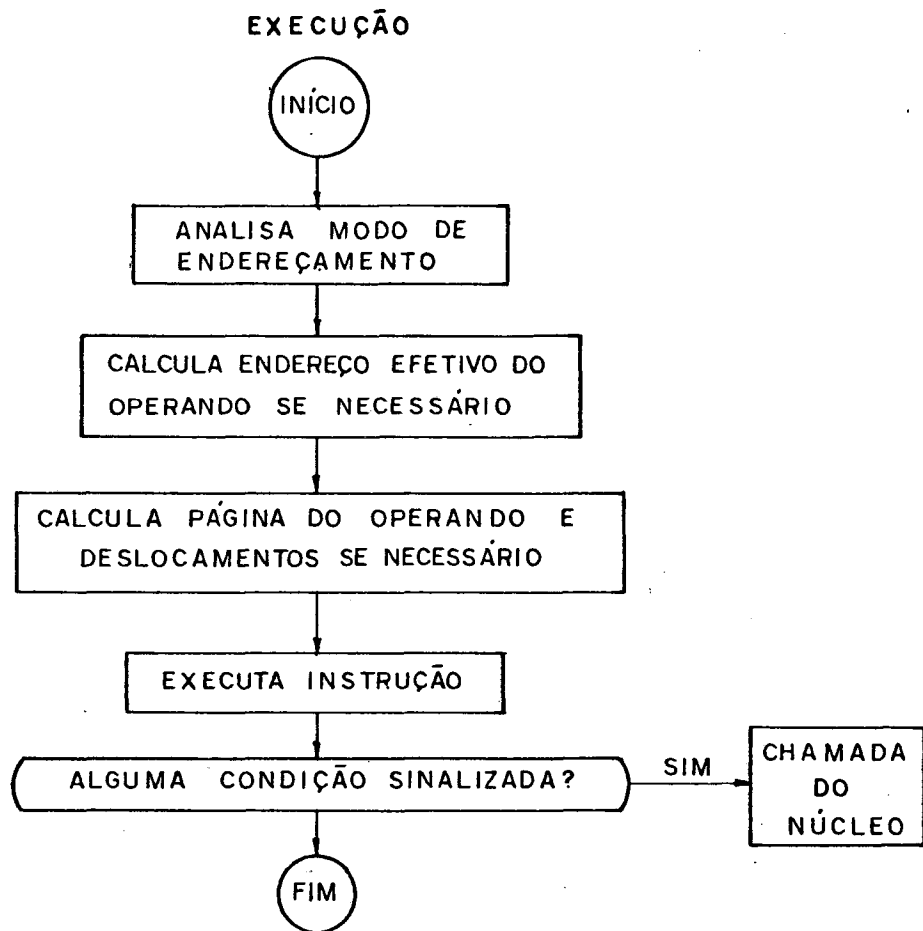 EXECUÇÃO
INÍCIO
ANALISA MODO DE
ENDEREÇAMENTO
CALCULA ENDEREÇO EFETIVO DO
OPERANDO SE NECESSÁRIO
CALCULA PÁGINA DO OPERANDO E
DESLOCAMENTOS SE NECESSÁRIO
EXECUTA INSTRUÇÃO
ALGUMA CONDIÇÃO SINALIZADA?
SIM
CHAMADA
DO
NÚCLEO
FIM